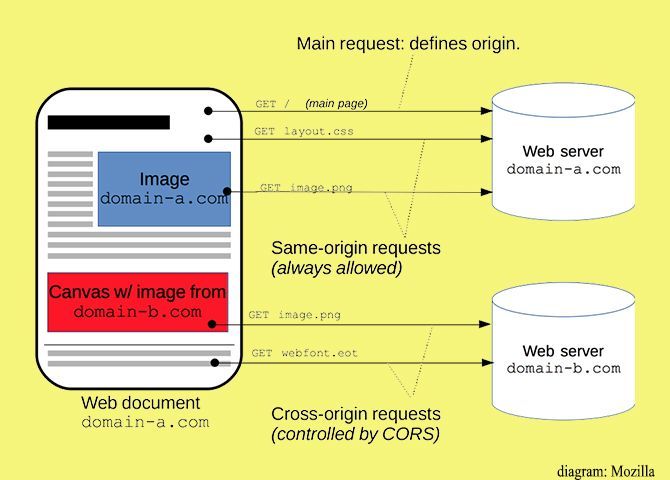 Main request: defines origin.
GET / (main page)
GET layout.css
Web server
domain-a.com
Image
domain-a.com
GET image.png
Same-origin requests
(always allowed)
Canvas w/ image from
domain-b.com
GET image.png
GET webfont.eot
Web server
domain-b.com
Web document
domain-a.com
Cross-origin requests
(controlled by CORS)
diagram: Mozilla